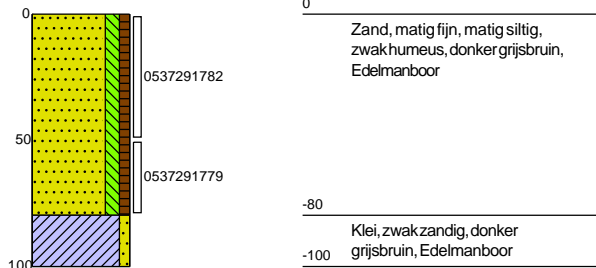 0
0537291782
50
0537291779
100
0
Zand, matig fijn, matig siltig,
zwak humeus, donker grijsbruin,
Edelmanboor
-80
Klei, zwak zandig, donker
grijsbruin, Edelmanboor
-100